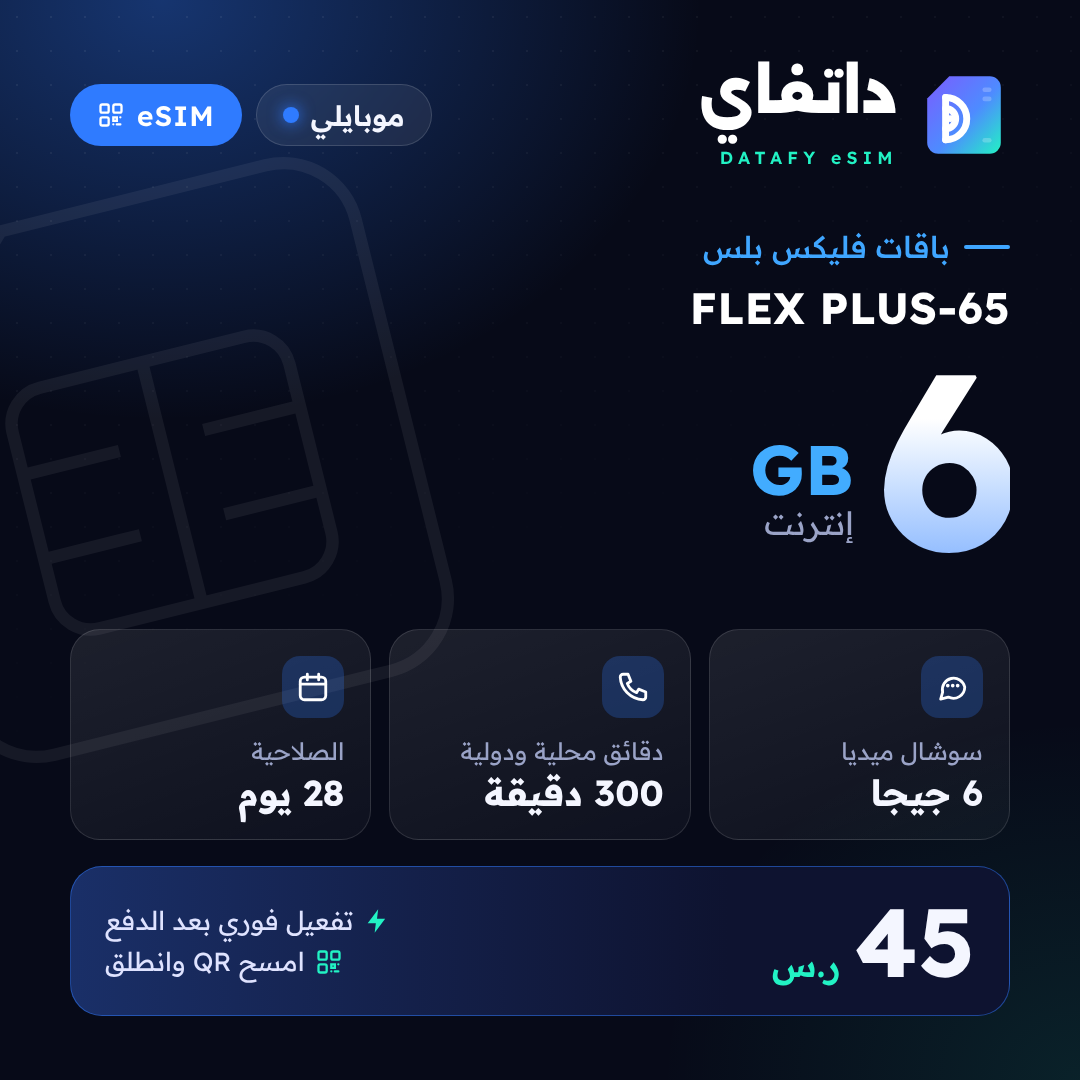 داتفاي
DATAFY eSIM
موبايلي
eSIM
باقات فليكس بلس
FLEX PLUS-65
6 GB
إنترنت
سوشال ميديا
6 جيجا
دقائق محلية ودولية
300 دقيقة
الصلاحية
28 يوم
45 ر.س
تفعيل فوري بعد الدفع
امسح QR وانطلق